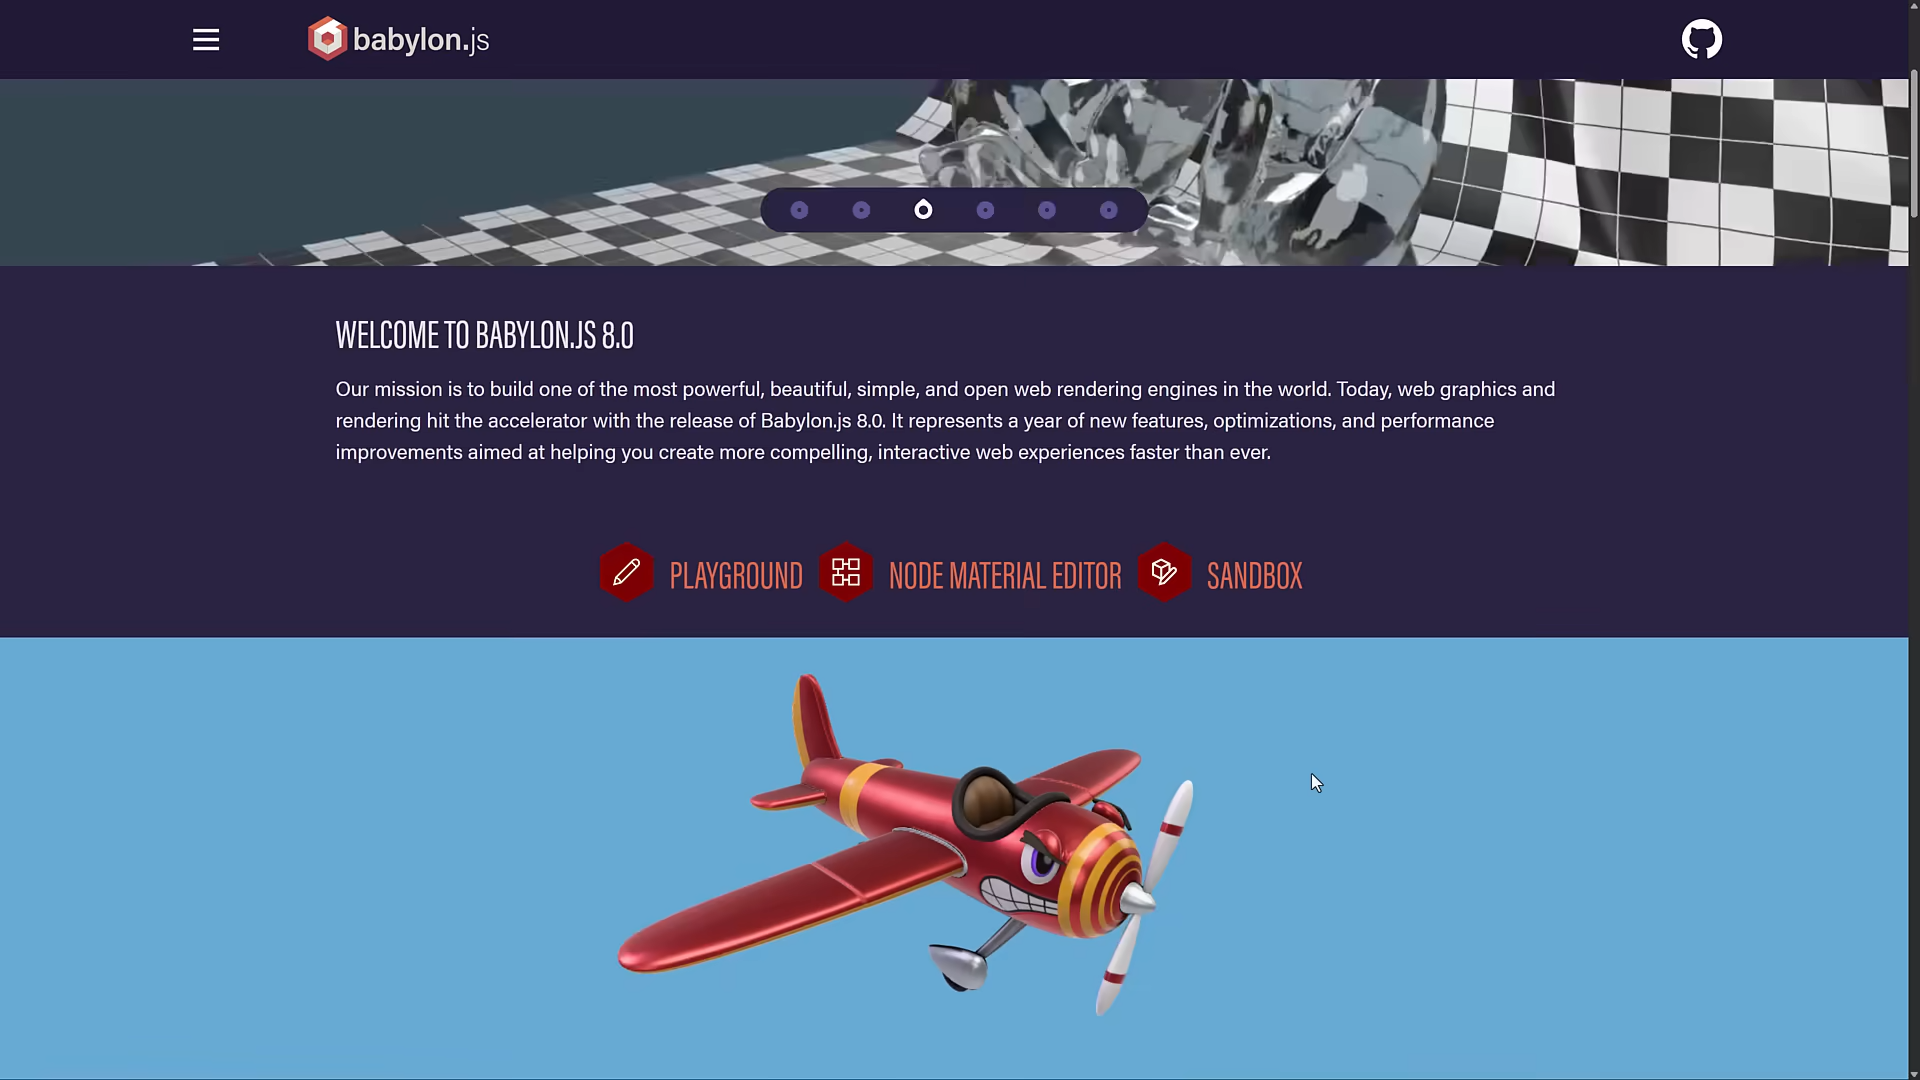 babylon.js
WELCOME TO BABYLON.JS 8.0
Our mission is to build one of the most powerful, beautiful, simple, and open web rendering engines in the world. Today, web graphics and
rendering hit the accelerator with the release of Babylon.js 8.0. It represents a year of new features, optimizations, and performance
improvements aimed at helping you create more compelling, interactive web experiences faster than ever.
PLAYGROUND NODE MATERIAL EDITOR SANDBOX